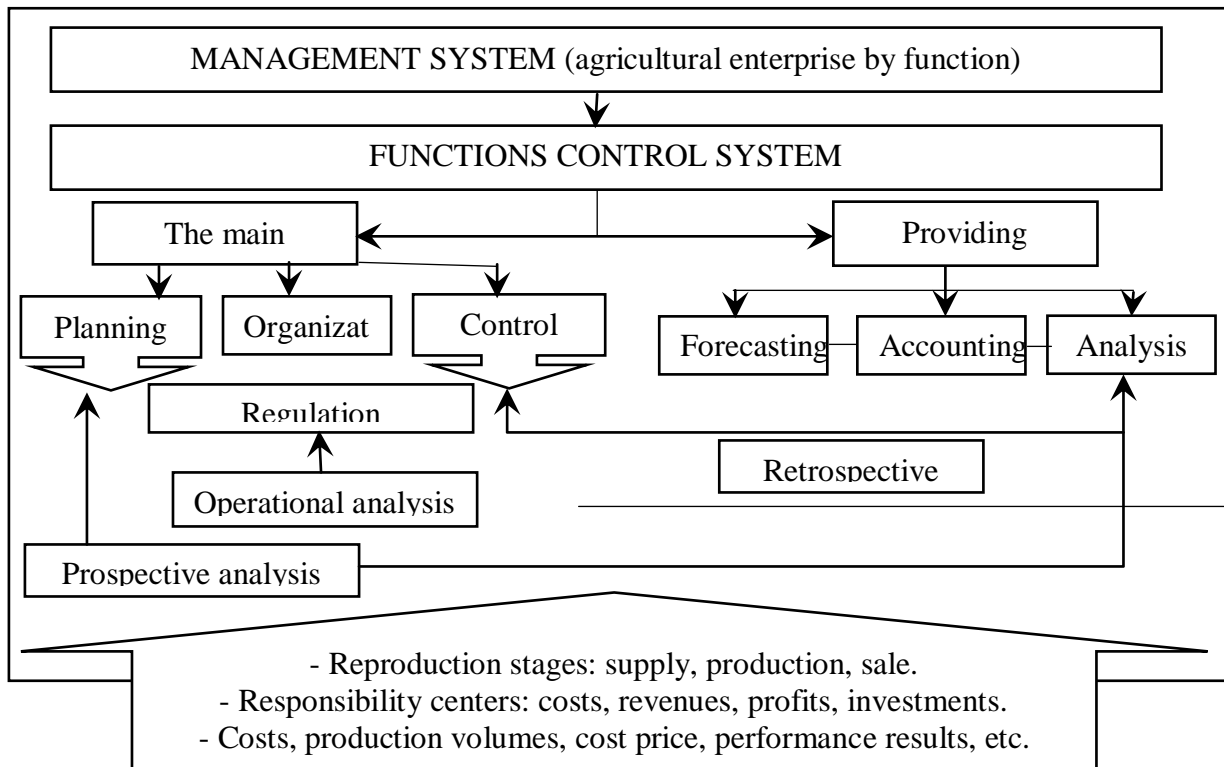 MANAGEMENT SYSTEM (agricultural enterprise by function)
FUNCTIONS CONTROL SYSTEM
The main
Providing
Planning
Organizat
Control
Forecasting
Accounting
Analysis
Regulation
Retrospective
Operational analysis
Prospective analysis
- Reproduction stages: supply, production, sale.
- Responsibility centers: costs, revenues, profits, investments.
- Costs, production volumes, cost price, performance results, etc.